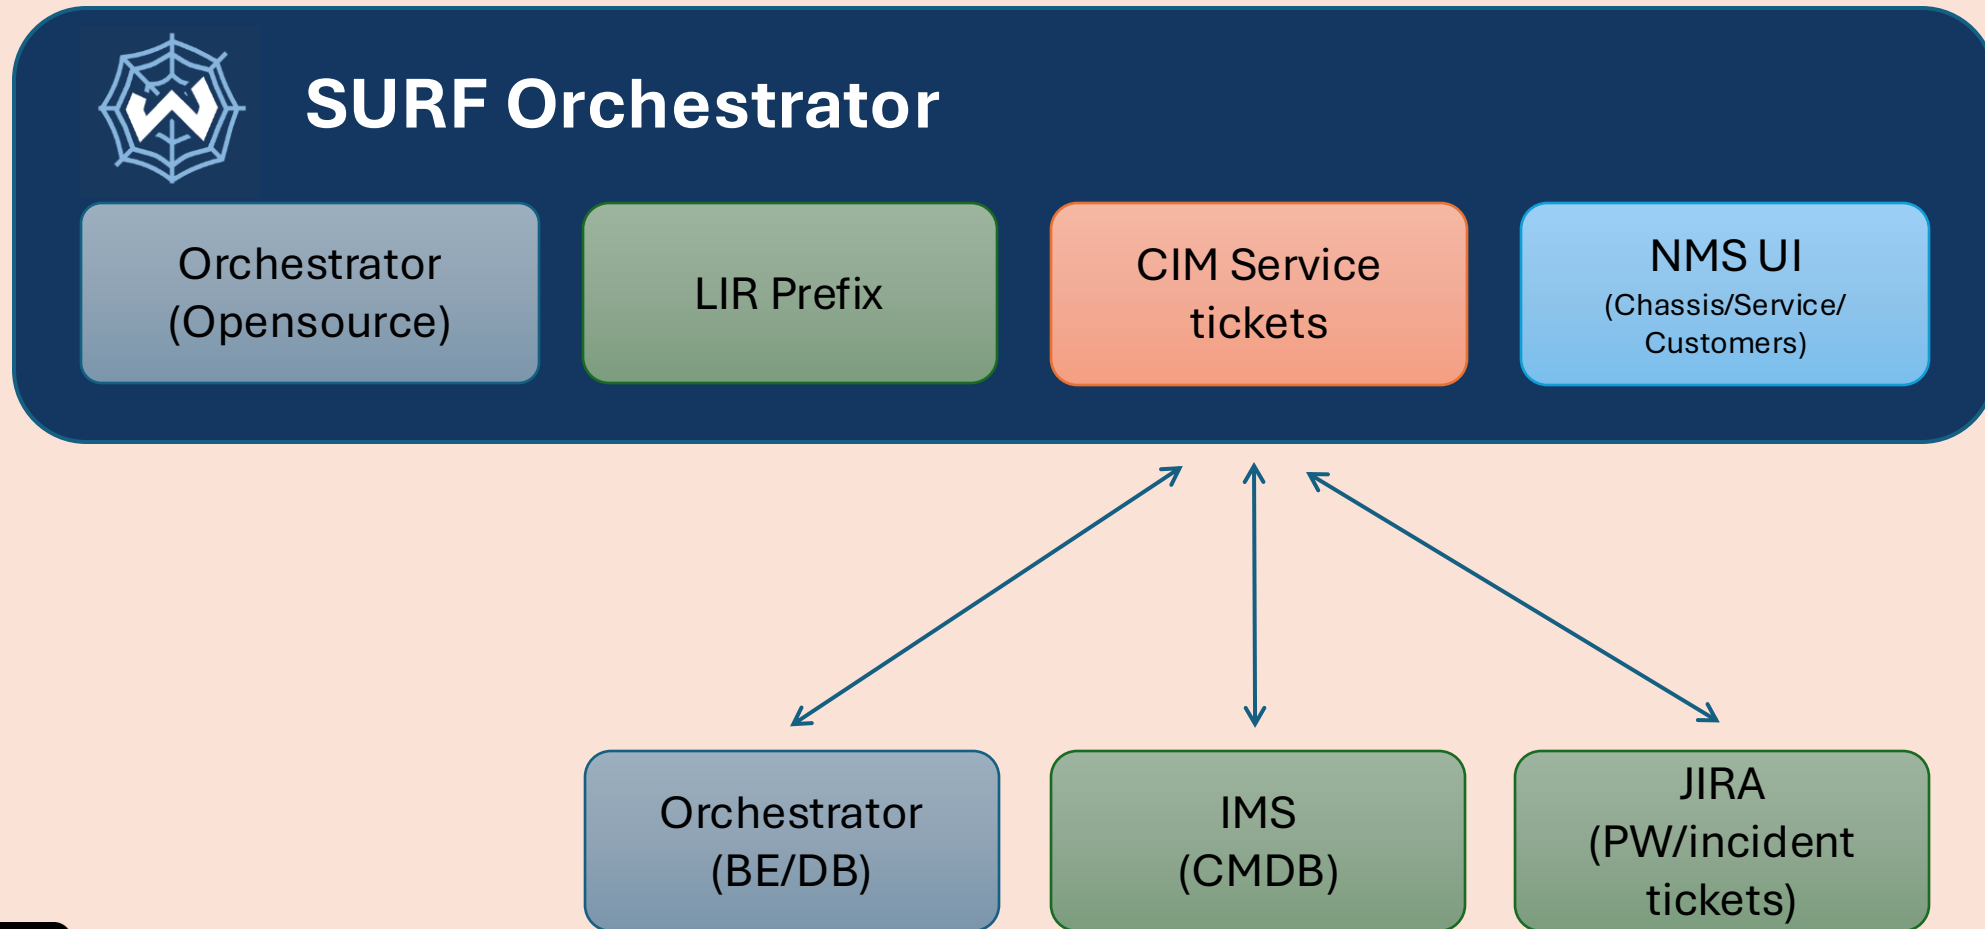 SURF Orchestrator
Orchestrator
(Opensource)
LIR Prefix
CIM Service
tickets
NMS UI
(Chassis/Service/
Customers)
Orchestrator
(BE/DB)
IMS
(CMDB)
JIRA
(PW/incident
tickets)